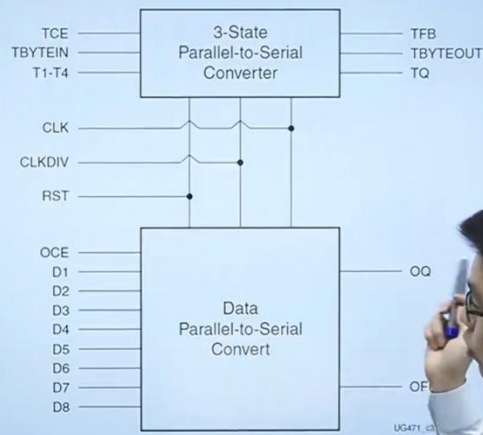 TCE
TBYTEIN
T1-T4
3-State
Parallel-to-Serial
Converter
TFB
TBYTEOUT
TQ
CLK
CLKDIV
RST
OCE
D1
D2
D3
D4
D5
D6
D7
D8
Data
Parallel-to-Serial
Convert
OQ
UG471